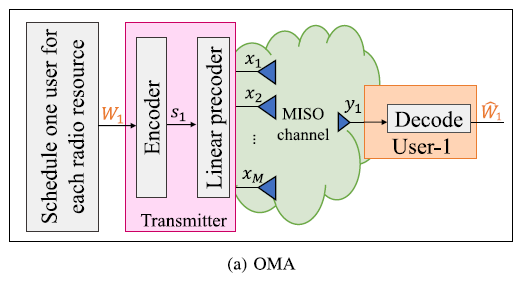 Schedule one user for
each radio resource
W₁
Encoder
s₁
Linear precoder
Transmitter
x₁
x₂
...
x_M
MISO
channel
y₁
Decode
User-1
Ŵ₁
(a) OMA